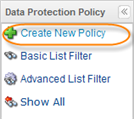 Data Protection Policy
Create New Policy
Basic List Filter
Advanced List Filter
Show All